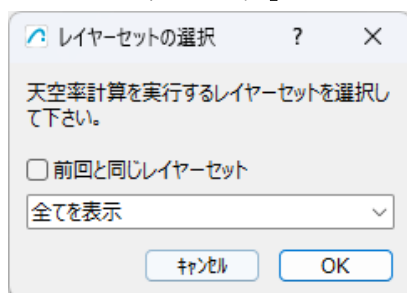 レイヤーセットの選択 ? ×
天空率計算を実行するレイヤーセットを選択し
て下さい。
前回と同じレイヤーセット
全てを表示
ｷｬﾝｾﾙ OK